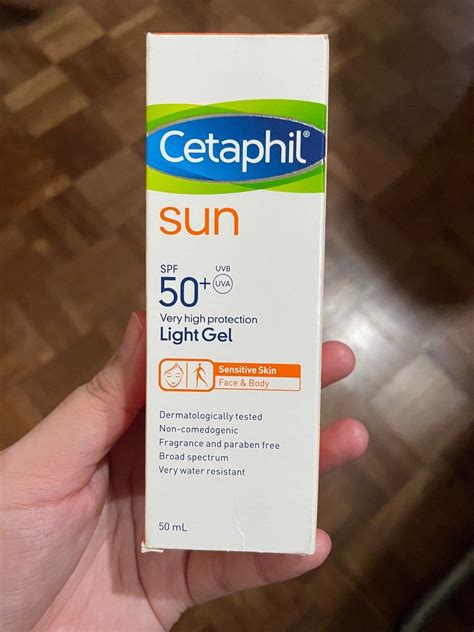 Cetaphil®
sun
SPF
50+
UVB
UVA
Very high protection
Light Gel
Sensitive Skin
Face & Body
Dermatologically tested
Non-comedogenic
Fragrance and paraben free
Broad spectrum
Very water resistant
50 mL